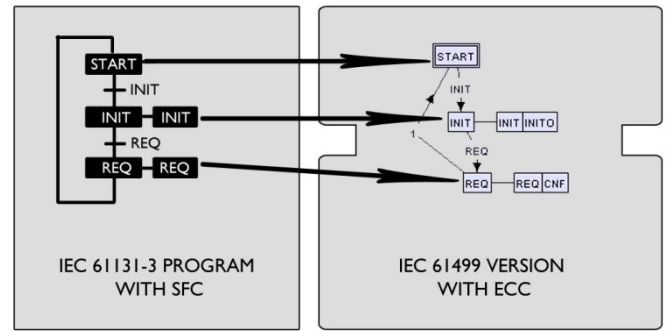 START
INIT
INIT INIT
REQ
REQ REQ
IEC 61131-3 PROGRAM
WITH SFC
START
INIT
INIT INIT INITO
1
REQ
REQ REQ CNF
IEC 61499 VERSION
WITH ECC